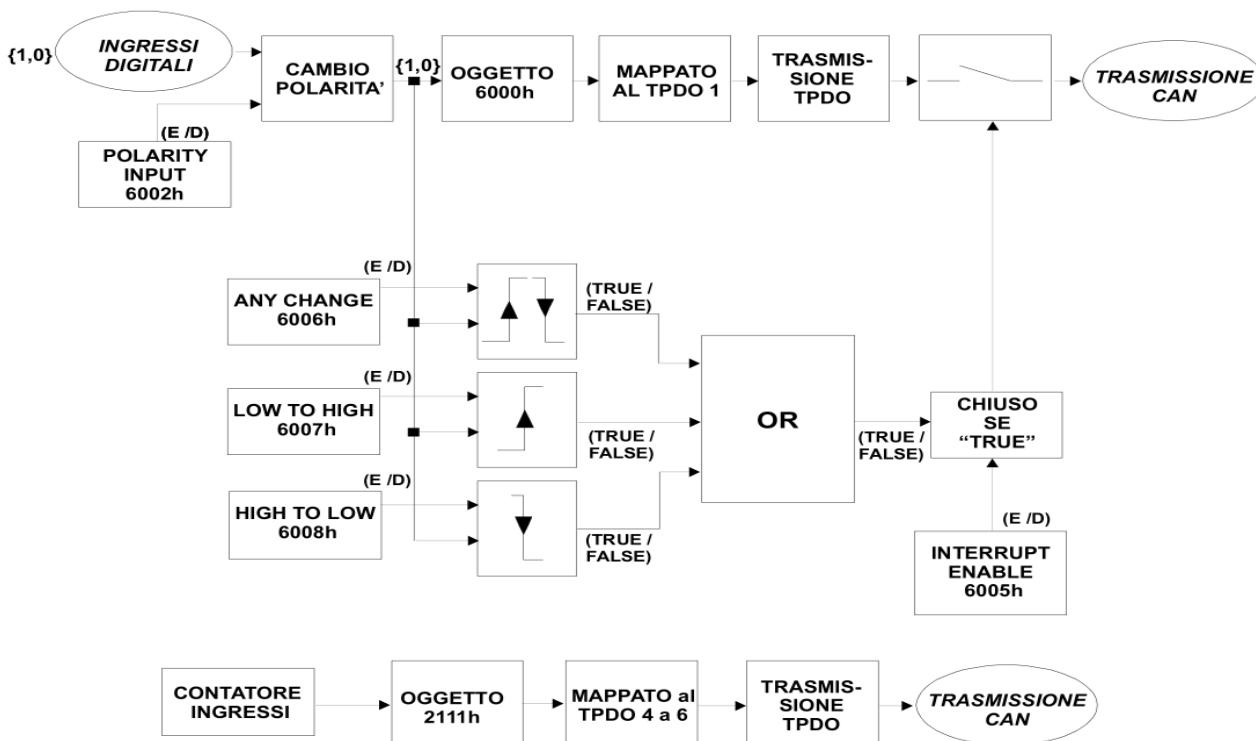 {1,0}
INGRESSI
DIGITALI
CAMBIO
POLARITA’
{1,0}
OGGETTO
6000h
MAPPATO
AL TPDO 1
TRASMIS-
SIONE
TPDO
TRASMISSIONE
CAN
(E /D)
POLARITY
INPUT
6002h
(E /D)
ANY CHANGE
6006h
(TRUE /
FALSE)
(E /D)
LOW TO HIGH
6007h
(TRUE /
FALSE)
(E /D)
HIGH TO LOW
6008h
(TRUE /
FALSE)
OR
(TRUE /
FALSE)
CHIUSO
SE
“TRUE”
(E /D)
INTERRUPT
ENABLE
6005h
CONTATORE
INGRESSI
OGGETTO
2111h
MAPPATO al
TPDO 4 a 6
TRASMIS-
SIONE
TPDO
TRASMISSIONE
CAN